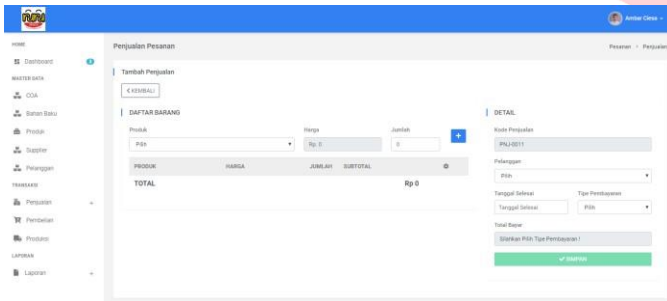 Ambar Clesa
HOME
Dashboard
MASTER DATA
COA
Bahan Baku
Produk
Supplier
Pelanggan
TRANSAKSI
Penjualan
Pembelian
Produksi
LAPORAN
Laporan
Penjualan Pesanan
Pesanan > Penjualan
Tambah Penjualan
< KEMBALI
DAFTAR BARANG
Produk Harga Jumlah
Pilih Rp. 0 0 +
PRODUK HARGA JUMLAH SUBTOTAL
TOTAL Rp 0
DETAIL
Kode Penjualan
PNJ-0011
Pelanggan
Pilih
Tanggal Selesai Tipe Pembayaran
Tanggal Selesai Pilih
Total Bayar
Silahkan Pilih Tipe Pembayaran !
SIMPAN